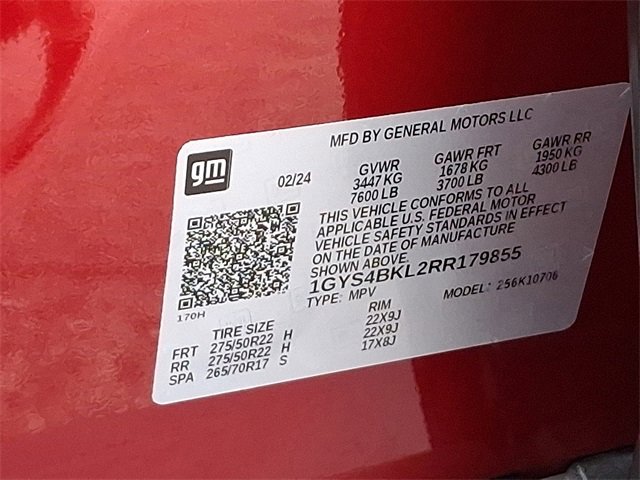 gm
MFD BY GENERAL MOTORS LLC
02/24
GVWR GAWR FRT GAWR RR
3447 KG 1678 KG 1950 KG
7600 LB 3700 LB 4300 LB
THIS VEHICLE CONFORMS TO ALL
APPLICABLE U.S. FEDERAL MOTOR
VEHICLE SAFETY STANDARDS IN EFFECT
ON THE DATE OF MANUFACTURE
SHOWN ABOVE.
1GYS4BKL2RR179855
TYPE: MPV MODEL: 256K10706
170H
TIRE SIZE RIM
FRT 275/50R22 H 22X9J
RR 275/50R22 H 22X9J
SPA 265/70R17 S 17X8J